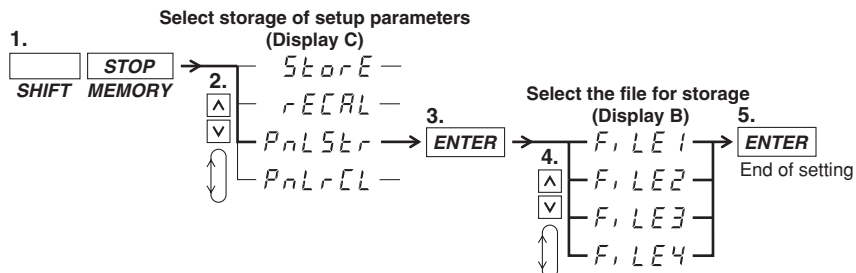 Select storage of setup parameters
(Display C)
1.
STOP
SHIFT MEMORY
2.
StorE
rECAL
PnLStr
PnLrCL
3.
ENTER
Select the file for storage
(Display B)
4.
FiLE1
FiLE2
FiLE3
FiLE4
5.
ENTER
End of setting